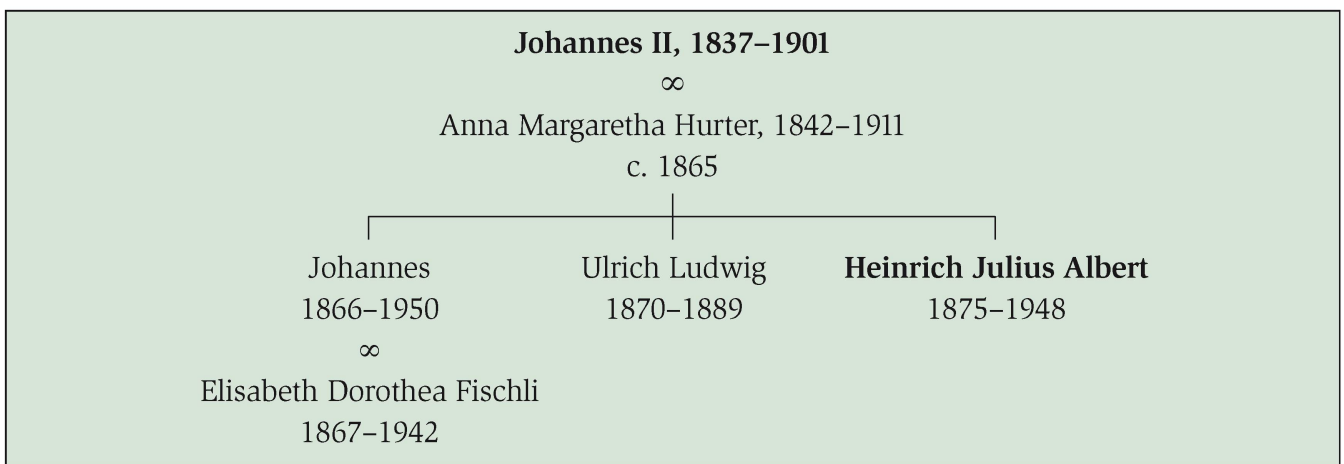 Johannes II, 1837–1901
∞
Anna Margaretha Hurter, 1842–1911
c. 1865
Johannes
1866–1950
∞
Elisabeth Dorothea Fischli
1867–1942
Ulrich Ludwig
1870–1889
Heinrich Julius Albert
1875–1948